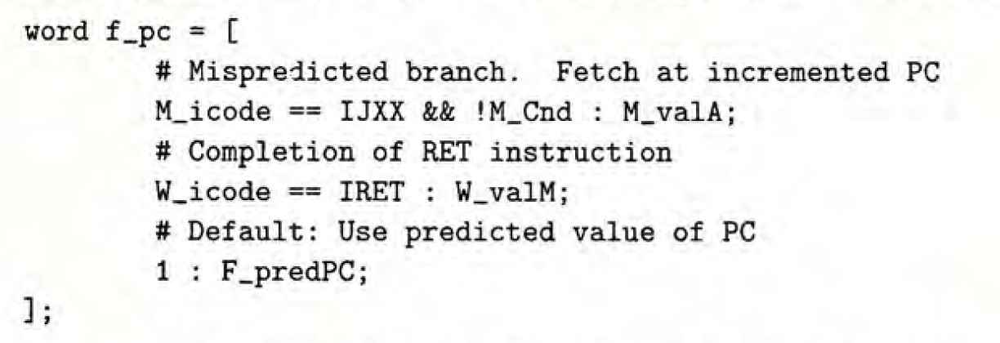 word f_pc = [
# Mispredicted branch. Fetch at incremented PC
M_icode == IJXX && !M_Cnd : M_valA;
# Completion of RET instruction
W_icode == IRET : W_valM;
# Default: Use predicted value of PC
1 : F_predPC;
];